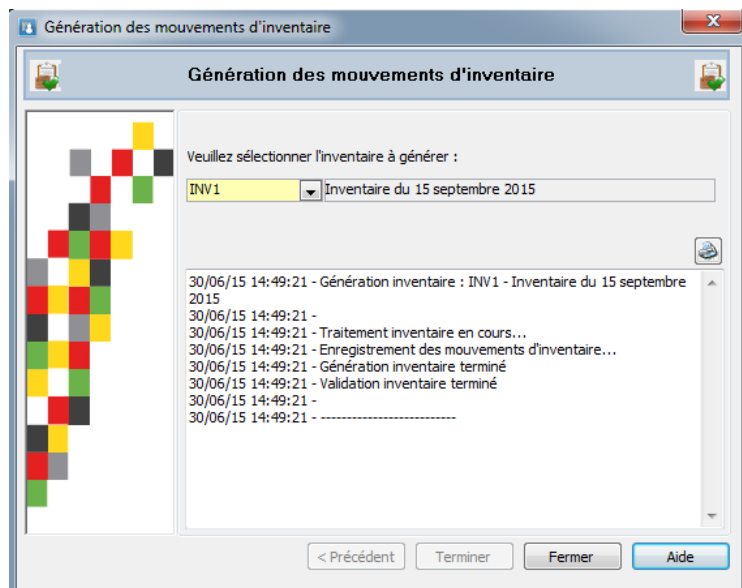 Génération des mouvements d'inventaire
Génération des mouvements d'inventaire
Veuillez sélectionner l'inventaire à générer :
INV1
Inventaire du 15 septembre 2015
30/06/15 14:49:21 - Génération inventaire : INV1 - Inventaire du 15 septembre
2015
30/06/15 14:49:21 -
30/06/15 14:49:21 - Traitement inventaire en cours...
30/06/15 14:49:21 - Enregistrement des mouvements d'inventaire...
30/06/15 14:49:21 - Génération inventaire terminé
30/06/15 14:49:21 - Validation inventaire terminé
30/06/15 14:49:21 -
30/06/15 14:49:21 - --------------------------
< Précédent
Terminer
Fermer
Aide